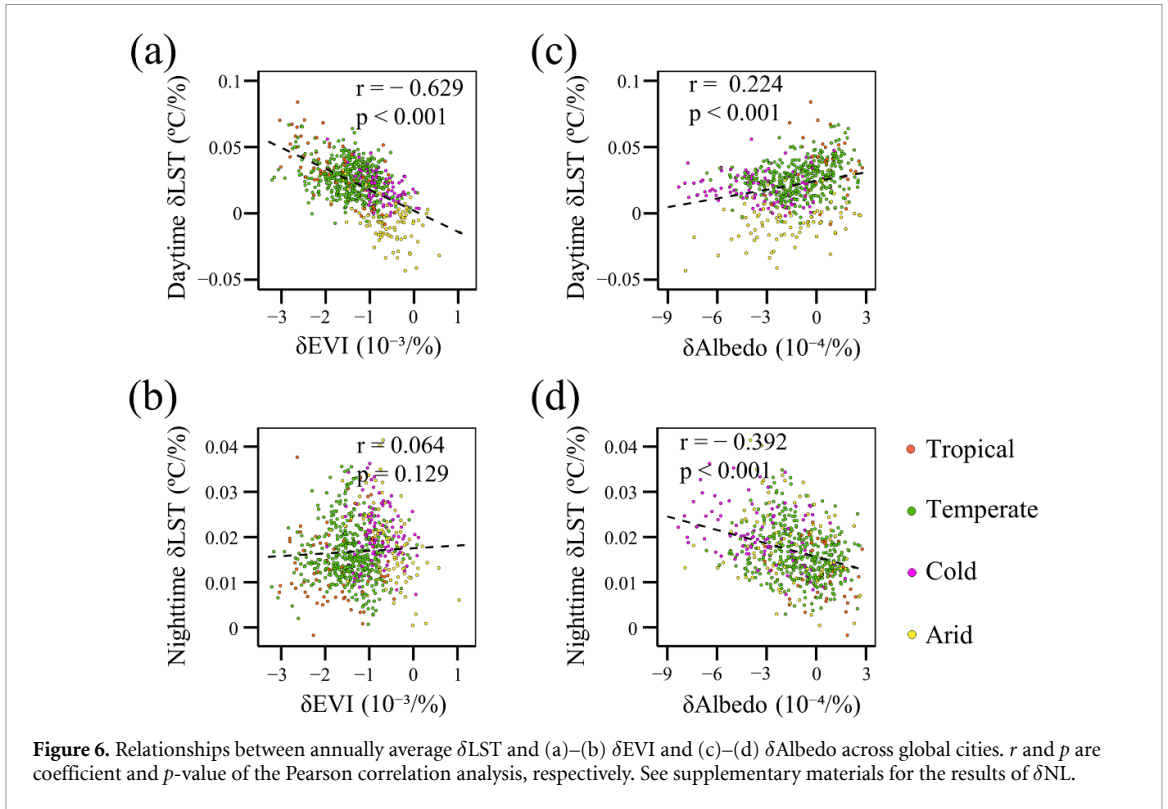 (a)
r = − 0.629
p < 0.001
Daytime δLST (ºC/%)
0.1
0.05
0
−0.05
−3 −2 −1 0 1
δEVI (10⁻³/%)
(c)
r = 0.224
p < 0.001
Daytime δLST (ºC/%)
0.1
0.05
0
−0.05
−9 −6 −3 0 3
δAlbedo (10⁻⁴/%)
(b)
r = 0.064
p = 0.129
Nighttime δLST (ºC/%)
0.04
0.03
0.02
0.01
0
−3 −2 −1 0 1
δEVI (10⁻³/%)
(d)
r = − 0.392
p < 0.001
Nighttime δLST (ºC/%)
0.04
0.03
0.02
0.01
0
−9 −6 −3 0 3
δAlbedo (10⁻⁴/%)
Tropical
Temperate
Cold
Arid
Figure 6. Relationships between annually average δLST and (a)–(b) δEVI and (c)–(d) δAlbedo across global cities. r and p are
coefficient and p-value of the Pearson correlation analysis, respectively. See supplementary materials for the results of δNL.